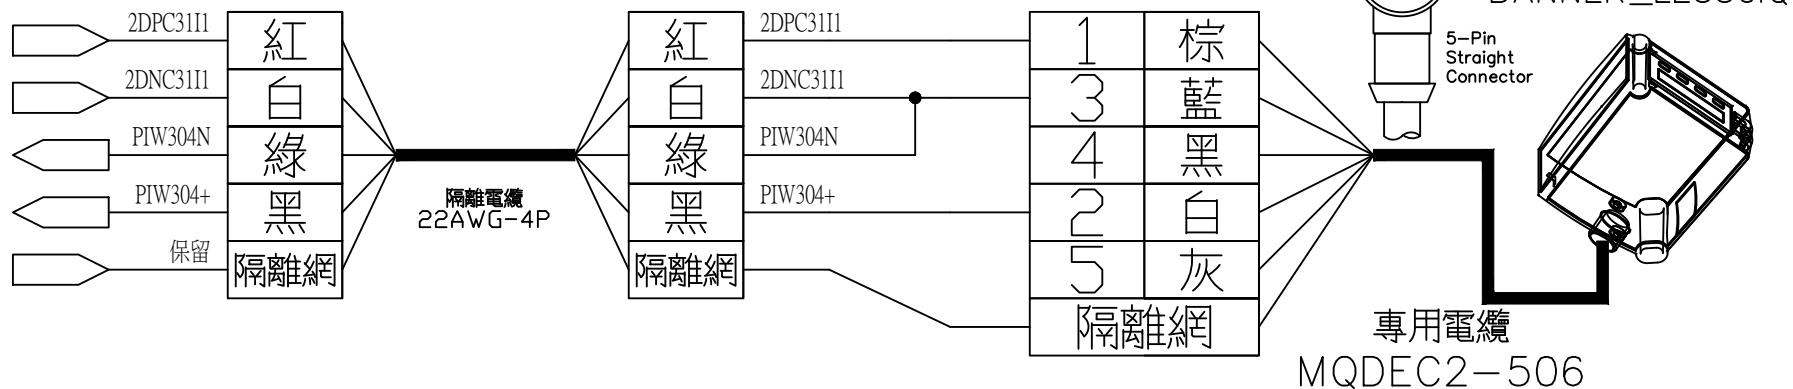 2DPC31I1 紅 紅 2DPC31I1 1 棕
2DNC31I1 白 白 2DNC31I1 3 藍
PIW304N 綠 綠 PIW304N 4 黑
PIW304+ 黑 黑 PIW304+ 2 白
保留 隔離網 隔離網 5 灰
隔離網
隔離電纜
22AWG-4P
5-Pin
Straight
Connector
專用電纜
MQDEC2-506